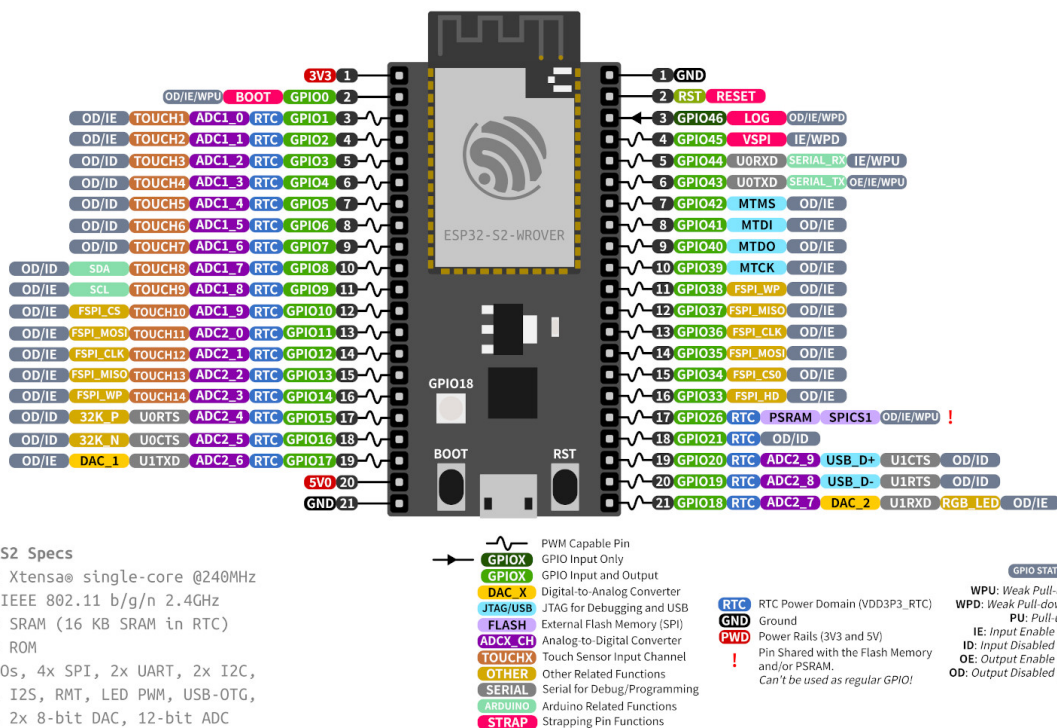 3V3 1
OD/IE/WPU BOOT GPIO0 2
OD/IE TOUCH1 ADC1_0 RTC GPIO1 3
OD/IE TOUCH2 ADC1_1 RTC GPIO2 4
OD/IE TOUCH3 ADC1_2 RTC GPIO3 5
OD/IE TOUCH4 ADC1_3 RTC GPIO4 6
OD/IE TOUCH5 ADC1_4 RTC GPIO5 7
OD/IE TOUCH6 ADC1_5 RTC GPIO6 8
OD/IE TOUCH7 ADC1_6 RTC GPIO7 9
OD/ID SDA TOUCH8 ADC1_7 RTC GPIO8 10
OD/IE SCL TOUCH9 ADC1_8 RTC GPIO9 11
OD/IE FSPI_CS TOUCH10 ADC1_9 RTC GPIO10 12
OD/IE FSPI_MOSI TOUCH11 ADC2_0 RTC GPIO11 13
OD/IE FSPI_CLK TOUCH12 ADC2_1 RTC GPIO12 14
OD/IE FSPI_MISO TOUCH13 ADC2_2 RTC GPIO13 15
OD/IE FSPI_WP TOUCH14 ADC2_3 RTC GPIO14 16
OD/ID 32K_P U0RTS ADC2_4 RTC GPIO15 17
OD/ID 32K_N U0CTS ADC2_5 RTC GPIO16 18
OD/IE DAC_1 U1TXD ADC2_6 RTC GPIO17 19
5V0 20
GND 21
ESP32-S2-WROVER
GPIO18
BOOT
RST
1 GND
2 RST RESET
3 GPIO46 LOG OD/IE/WPD
4 GPIO45 VSPI IE/WPD
5 GPIO44 U0RXD SERIAL_RX IE/WPU
6 GPIO43 U0TXD SERIAL_TX OE/IE/WPU
7 GPIO42 MTMS OD/IE
8 GPIO41 MTDI OD/IE
9 GPIO40 MTDO OD/IE
10 GPIO39 MTCK OD/IE
11 GPIO38 FSPI_WP OD/IE
12 GPIO37 FSPI_MISO OD/IE
13 GPIO36 FSPI_CLK OD/IE
14 GPIO35 FSPI_MOSI OD/IE
15 GPIO34 FSPI_CS0 OD/IE
16 GPIO33 FSPI_HD OD/IE
17 GPIO26 RTC PSRAM SPICS1 OD/IE/WPU !
18 GPIO21 RTC OD/ID
19 GPIO20 RTC ADC2_9 USB_D+ U1CTS OD/ID
20 GPIO19 RTC ADC2_8 USB_D- U1RTS OD/ID
21 GPIO18 RTC ADC2_7 DAC_2 U1RXD RGB_LED OD/IE
S2 Specs
Xtensa® single-core @240MHz
IEEE 802.11 b/g/n 2.4GHz
SRAM (16 KB SRAM in RTC)
ROM
Os, 4x SPI, 2x UART, 2x I2C,
I2S, RMT, LED PWM, USB-OTG,
2x 8-bit DAC, 12-bit ADC
PWM Capable Pin
GPIOX GPIO Input Only
GPIOX GPIO Input and Output
DAC_X Digital-to-Analog Converter
JTAG/USB JTAG for Debugging and USB
FLASH External Flash Memory (SPI)
ADCX_CH Analog-to-Digital Converter
TOUCHX Touch Sensor Input Channel
OTHER Other Related Functions
SERIAL Serial for Debug/Programming
ARDUINO Arduino Related Functions
STRAP Strapping Pin Functions
RTC RTC Power Domain (VDD3P3_RTC)
GND Ground
PWD Power Rails (3V3 and 5V)
! Pin Shared with the Flash Memory
and/or PSRAM.
Can't be used as regular GPIO!
GPIO STAT
WPU: Weak Pull-
WPD: Weak Pull-dow
PU: Pull-
IE: Input Enable
ID: Input Disabled
OE: Output Enable
OD: Output Disabled